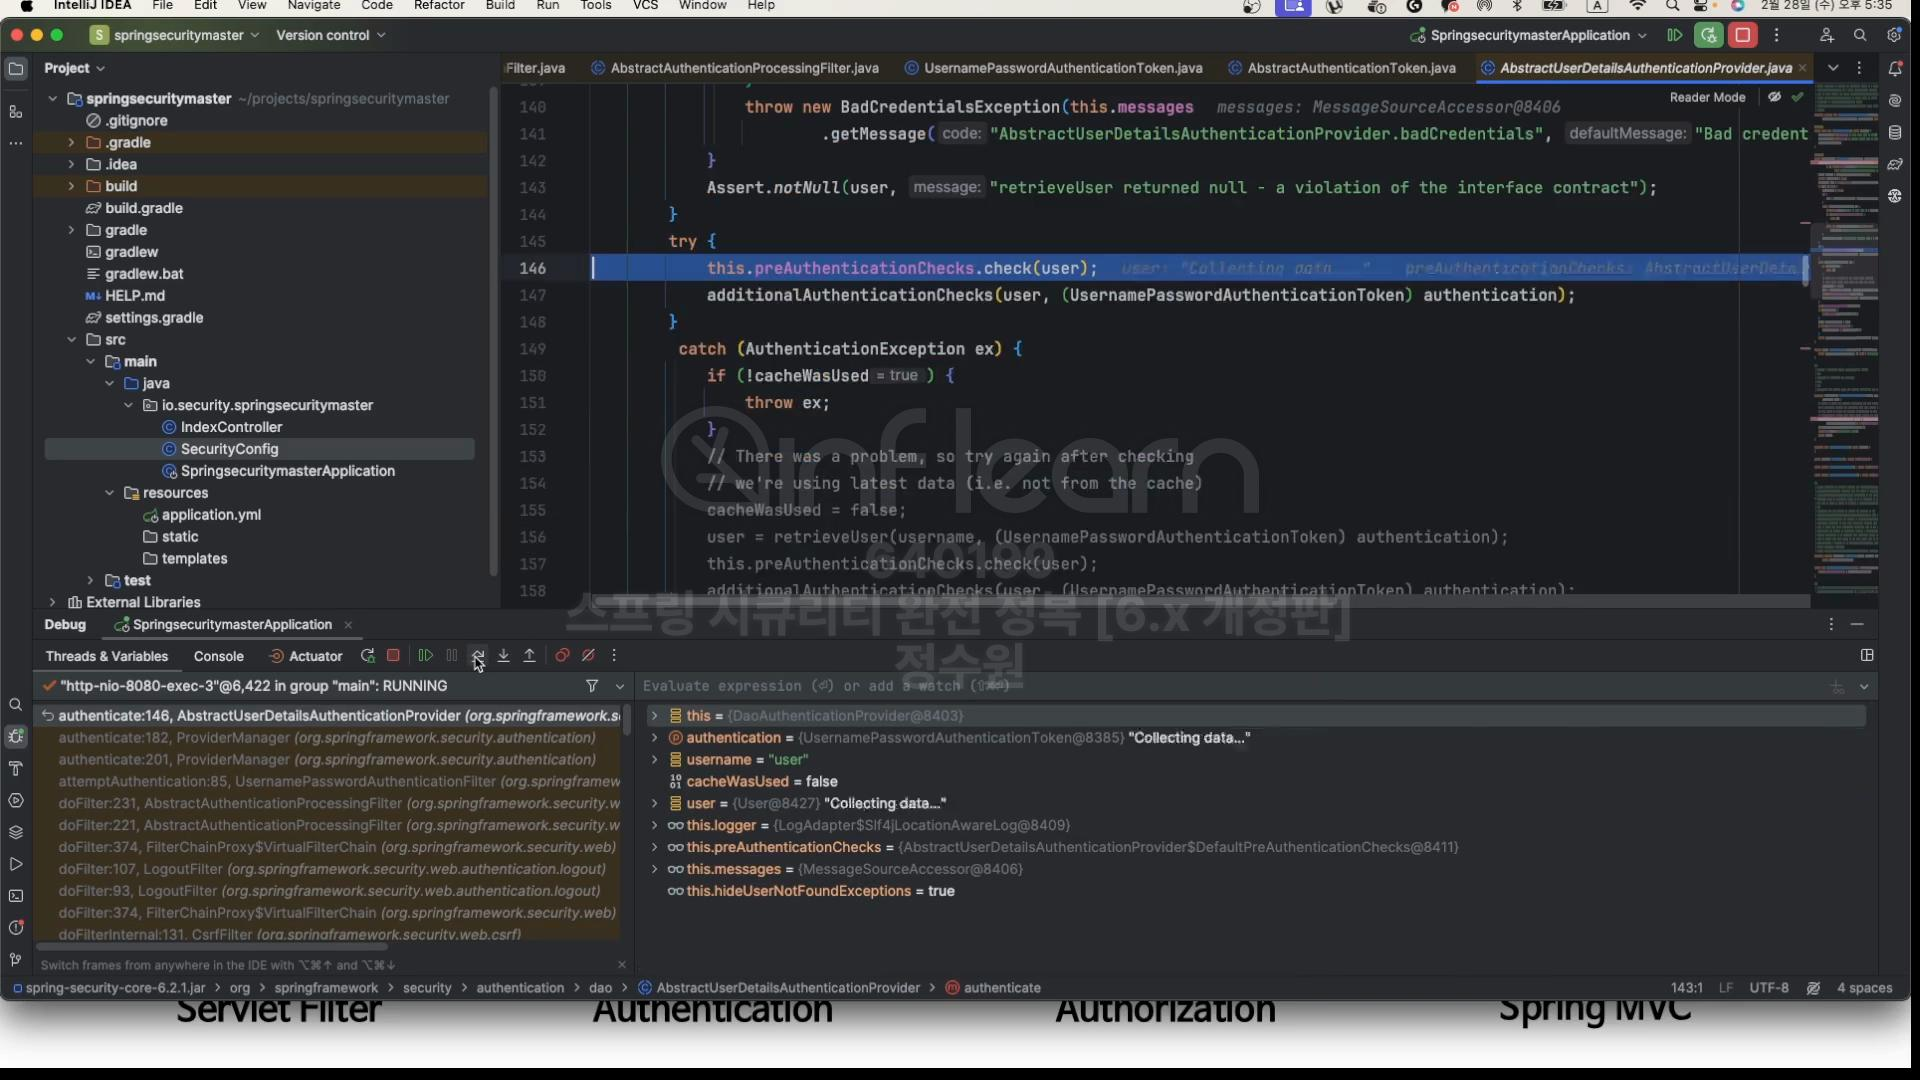 IntelliJ IDEA File Edit View Navigate Code Refactor Build Run Tools VCS Window Help A 2월 28일 (수) 오후 5:35
S springsecuritymaster Version control SpringsecuritymasterApplication
Project
Filter.java AbstractAuthenticationProcessingFilter.java UsernamePasswordAuthenticationToken.java AbstractAuthenticationToken.java AbstractUserDetailsAuthenticationProvider.java
Reader Mode
springsecuritymaster ~/projects/springsecuritymaster
.gitignore
.gradle
.idea
build
build.gradle
gradle
gradlew
gradlew.bat
M↓ HELP.md
settings.gradle
src
main
java
io.security.springsecuritymaster
IndexController
SecurityConfig
SpringsecuritymasterApplication
resources
application.yml
static
templates
test
External Libraries
140 throw new BadCredentialsException(this.messages messages: MessageSourceAccessor@8406
141 .getMessage( code: "AbstractUserDetailsAuthenticationProvider.badCredentials", defaultMessage: "Bad credent
142 }
143 Assert.notNull(user, message: "retrieveUser returned null - a violation of the interface contract");
144 }
145 try {
146 this.preAuthenticationChecks.check(user); user: "Collecting data..." preAuthenticationChecks: AbstractUserDeta
147 additionalAuthenticationChecks(user, (UsernamePasswordAuthenticationToken) authentication);
148 }
149 catch (AuthenticationException ex) {
150 if (!cacheWasUsed = true ) {
151 throw ex;
152 }
153 // There was a problem, so try again after checking
154 // we're using latest data (i.e. not from the cache)
155 cacheWasUsed = false;
156 user = retrieveUser(username, (UsernamePasswordAuthenticationToken) authentication);
157 this.preAuthenticationChecks.check(user);
158 additionalAuthenticationChecks(user, (UsernamePasswordAuthenticationToken) authentication);
inflearn
640199
스프링 시큐리티 완전 정복 [6.x 개정판]
정수원
Debug SpringsecuritymasterApplication
Threads & Variables Console Actuator
"http-nio-8080-exec-3"@6,422 in group "main": RUNNING
authenticate:146, AbstractUserDetailsAuthenticationProvider (org.springframework.s
authenticate:182, ProviderManager (org.springframework.security.authentication)
authenticate:201, ProviderManager (org.springframework.security.authentication)
attemptAuthentication:85, UsernamePasswordAuthenticationFilter (org.springframew
doFilter:231, AbstractAuthenticationProcessingFilter (org.springframework.security.w
doFilter:221, AbstractAuthenticationProcessingFilter (org.springframework.security.w
doFilter:374, FilterChainProxy$VirtualFilterChain (org.springframework.security.web)
doFilter:107, LogoutFilter (org.springframework.security.web.authentication.logout)
doFilter:93, LogoutFilter (org.springframework.security.web.authentication.logout)
doFilter:374, FilterChainProxy$VirtualFilterChain (org.springframework.security.web)
doFilterInternal:131, CsrfFilter (org.springframework.security.web.csrf)
Switch frames from anywhere in the IDE with ⌥⌘↑ and ⌥⌘↓
Evaluate expression (⏎) or add a watch (⇧⌘⏎)
this = {DaoAuthenticationProvider@8403}
authentication = {UsernamePasswordAuthenticationToken@8385} "Collecting data..."
username = "user"
cacheWasUsed = false
user = {User@8427} "Collecting data..."
this.logger = {LogAdapter$Slf4jLocationAwareLog@8409}
this.preAuthenticationChecks = {AbstractUserDetailsAuthenticationProvider$DefaultPreAuthenticationChecks@8411}
this.messages = {MessageSourceAccessor@8406}
this.hideUserNotFoundExceptions = true
spring-security-core-6.2.1.jar › org › springframework › security › authentication › dao › AbstractUserDetailsAuthenticationProvider › authenticate 143:1 LF UTF-8 4 spaces
Servlet Filter Authentication Authorization Spring MVC